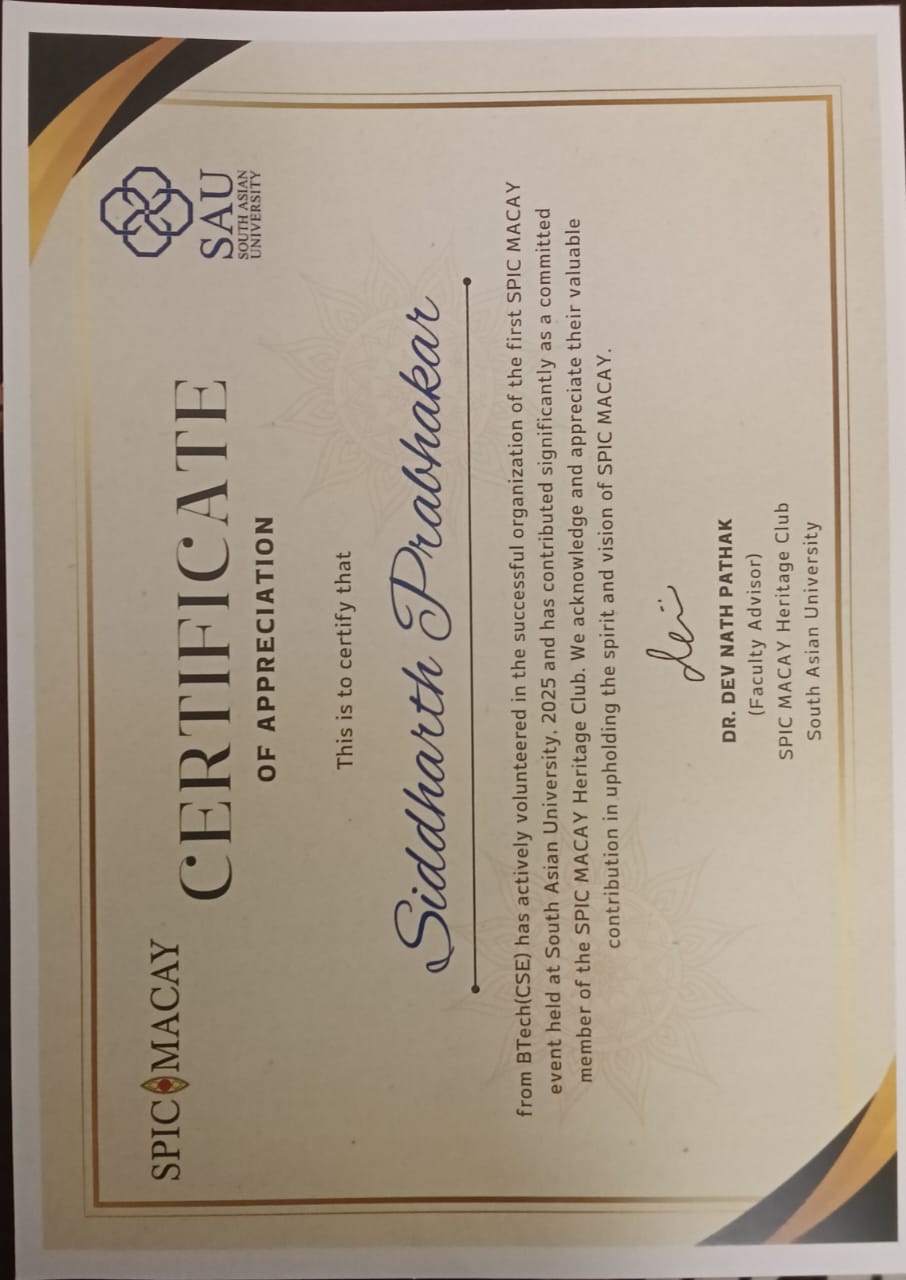 SPIC MACAY
SAU
SOUTH ASIAN
UNIVERSITY
CERTIFICATE
OF APPRECIATION
This is to certify that
Siddharth Prabhakar
from BTech(CSE) has actively volunteered in the successful organization of the first SPIC MACAY
event held at South Asian University, 2025 and has contributed significantly as a committed
member of the SPIC MACAY Heritage Club. We acknowledge and appreciate their valuable
contribution in upholding the spirit and vision of SPIC MACAY.
DR. DEV NATH PATHAK
(Faculty Advisor)
SPIC MACAY Heritage Club
South Asian University